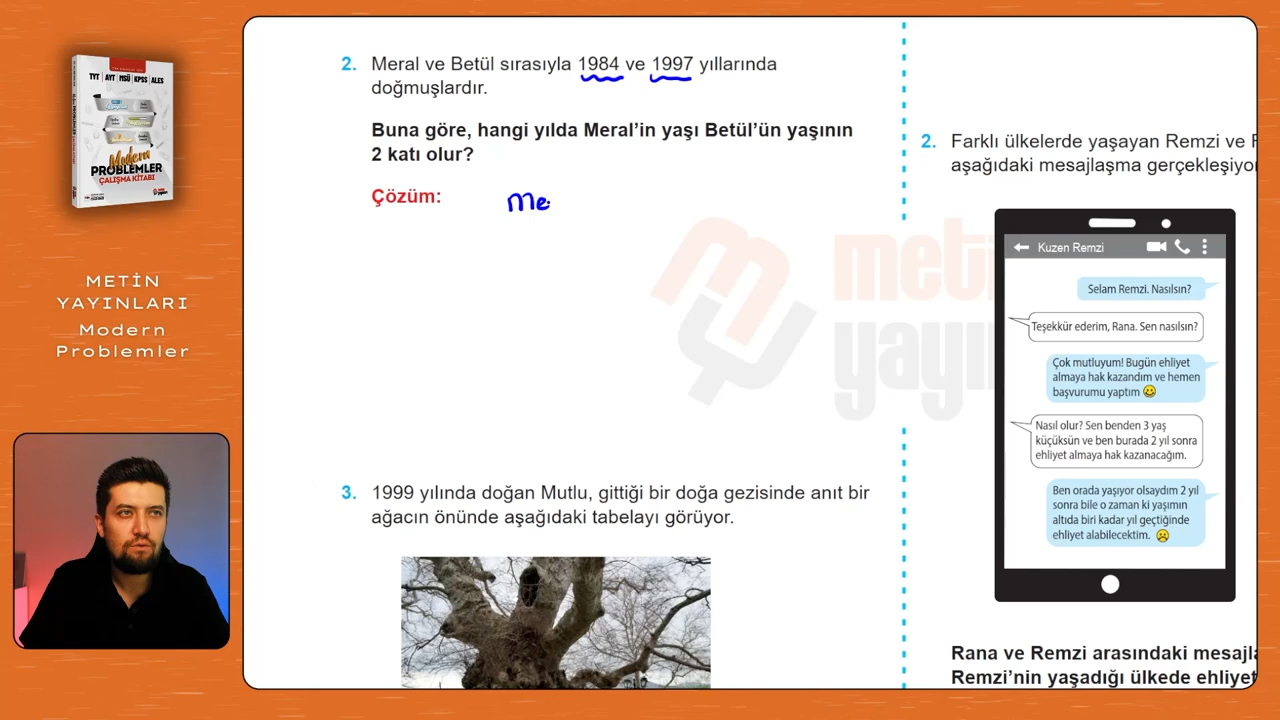 TYT | AYT | MSÜ | KPSS | ALES
Modern
PROBLEMLER
ÇALIŞMA KİTABI
METİN
YAYINLARI
Modern
Problemler
2. Meral ve Betül sırasıyla 1984 ve 1997 yıllarında
doğmuşlardır.
Buna göre, hangi yılda Meral'in yaşı Betül'ün yaşının
2 katı olur?
Çözüm:
Me
3. 1999 yılında doğan Mutlu, gittiği bir doğa gezisinde anıt bir
ağacın önünde aşağıdaki tabelayı görüyor.
2. Farklı ülkelerde yaşayan Remzi ve
aşağıdaki mesajlaşma gerçekleşiyo
Kuzen Remzi
Selam Remzi. Nasılsın?
Teşekkür ederim, Rana. Sen nasılsın?
Çok mutluyum! Bugün ehliyet
almaya hak kazandım ve hemen
başvurumu yaptım
Nasıl olur? Sen benden 3 yaş
küçüksün ve ben burada 2 yıl sonra
ehliyet almaya hak kazanacağım.
Ben orada yaşıyor olsaydım 2 yıl
sonra bile o zaman ki yaşımın
altıda biri kadar yıl geçtiğinde
ehliyet alabilecektim.
Rana ve Remzi arasındaki mesajla
Remzi'nin yaşadığı ülkede ehliyet